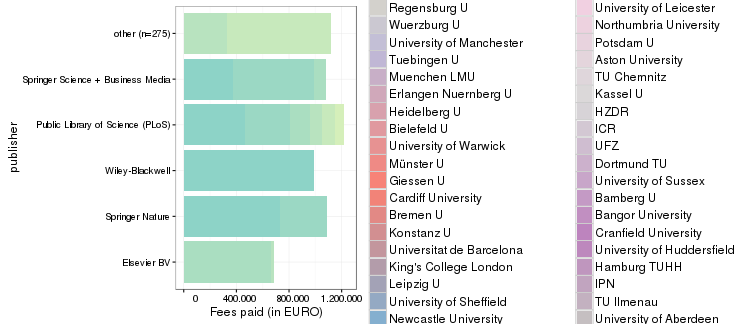 publisher
other (n=275)
Springer Science + Business Media
Public Library of Science (PLoS)
Wiley-Blackwell
Springer Nature
Elsevier BV
0 400.000 800.000 1.200.000
Fees paid (in EURO)
Regensburg U
Wuerzburg U
University of Manchester
Tuebingen U
Muenchen LMU
Erlangen Nuernberg U
Heidelberg U
Bielefeld U
University of Warwick
Münster U
Giessen U
Cardiff University
Bremen U
Konstanz U
Universitat de Barcelona
King's College London
Leipzig U
University of Sheffield
Newcastle University
University of Leicester
Northumbria University
Potsdam U
Aston University
TU Chemnitz
Kassel U
HZDR
ICR
UFZ
Dortmund TU
University of Sussex
Bamberg U
Bangor University
Cranfield University
University of Huddersfield
Hamburg TUHH
IPN
TU Ilmenau
University of Aberdeen